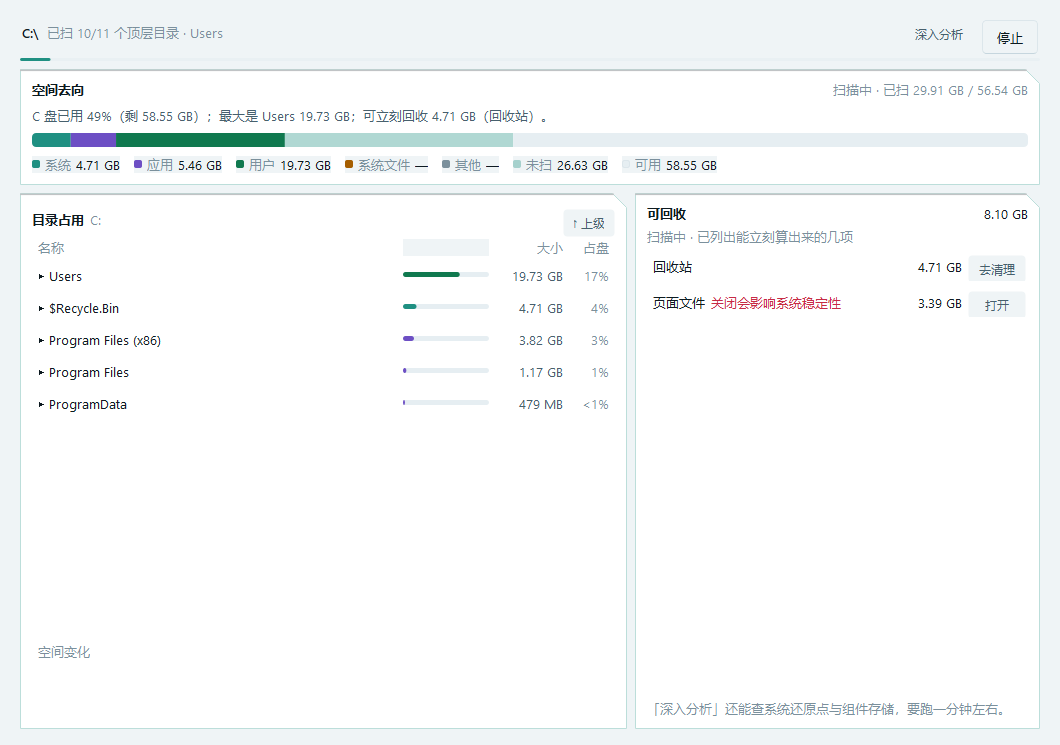 C:\ 已扫 10/11 个顶层目录 · Users 深入分析 停止
空间去向 扫描中 · 已扫 29.91 GB / 56.54 GB
C 盘已用 49%（剩 58.55 GB）；最大是 Users 19.73 GB；可立刻回收 4.71 GB（回收站）。
系统 4.71 GB 应用 5.46 GB 用户 19.73 GB 系统文件 — 其他 — 未扫 26.63 GB 可用 58.55 GB
目录占用 C: ↑ 上级
名称 大小 占盘
▸ Users 19.73 GB 17%
▸ $Recycle.Bin 4.71 GB 4%
▸ Program Files (x86) 3.82 GB 3%
▸ Program Files 1.17 GB 1%
▸ ProgramData 479 MB <1%
空间变化
可回收 8.10 GB
扫描中 · 已列出能立刻算出来的几项
回收站 4.71 GB 去清理
页面文件 关闭会影响系统稳定性 3.39 GB 打开
「深入分析」还能查系统还原点与组件存储，要跑一分钟左右。